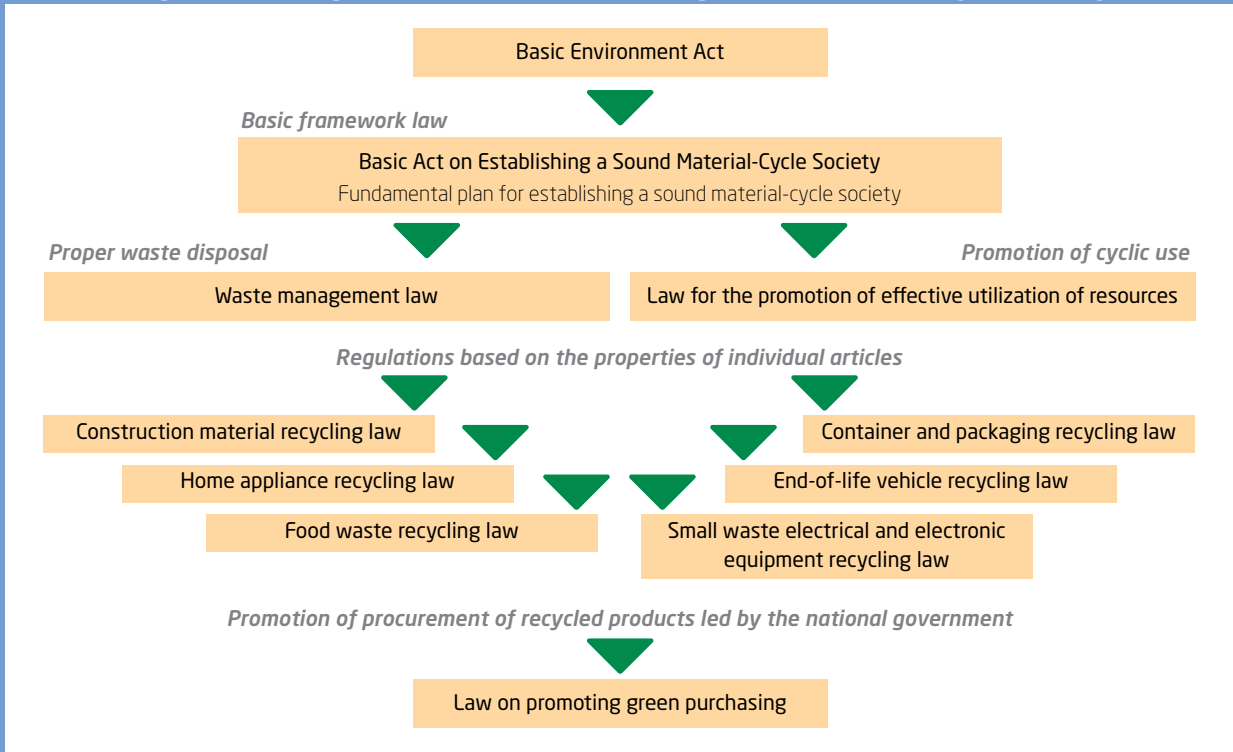 Basic Environment Act
Basic framework law
Basic Act on Establishing a Sound Material-Cycle Society
Fundamental plan for establishing a sound material-cycle society
Proper waste disposal
Promotion of cyclic use
Waste management law
Law for the promotion of effective utilization of resources
Regulations based on the properties of individual articles
Construction material recycling law
Container and packaging recycling law
Home appliance recycling law
End-of-life vehicle recycling law
Food waste recycling law
Small waste electrical and electronic
equipment recycling law
Promotion of procurement of recycled products led by the national government
Law on promoting green purchasing